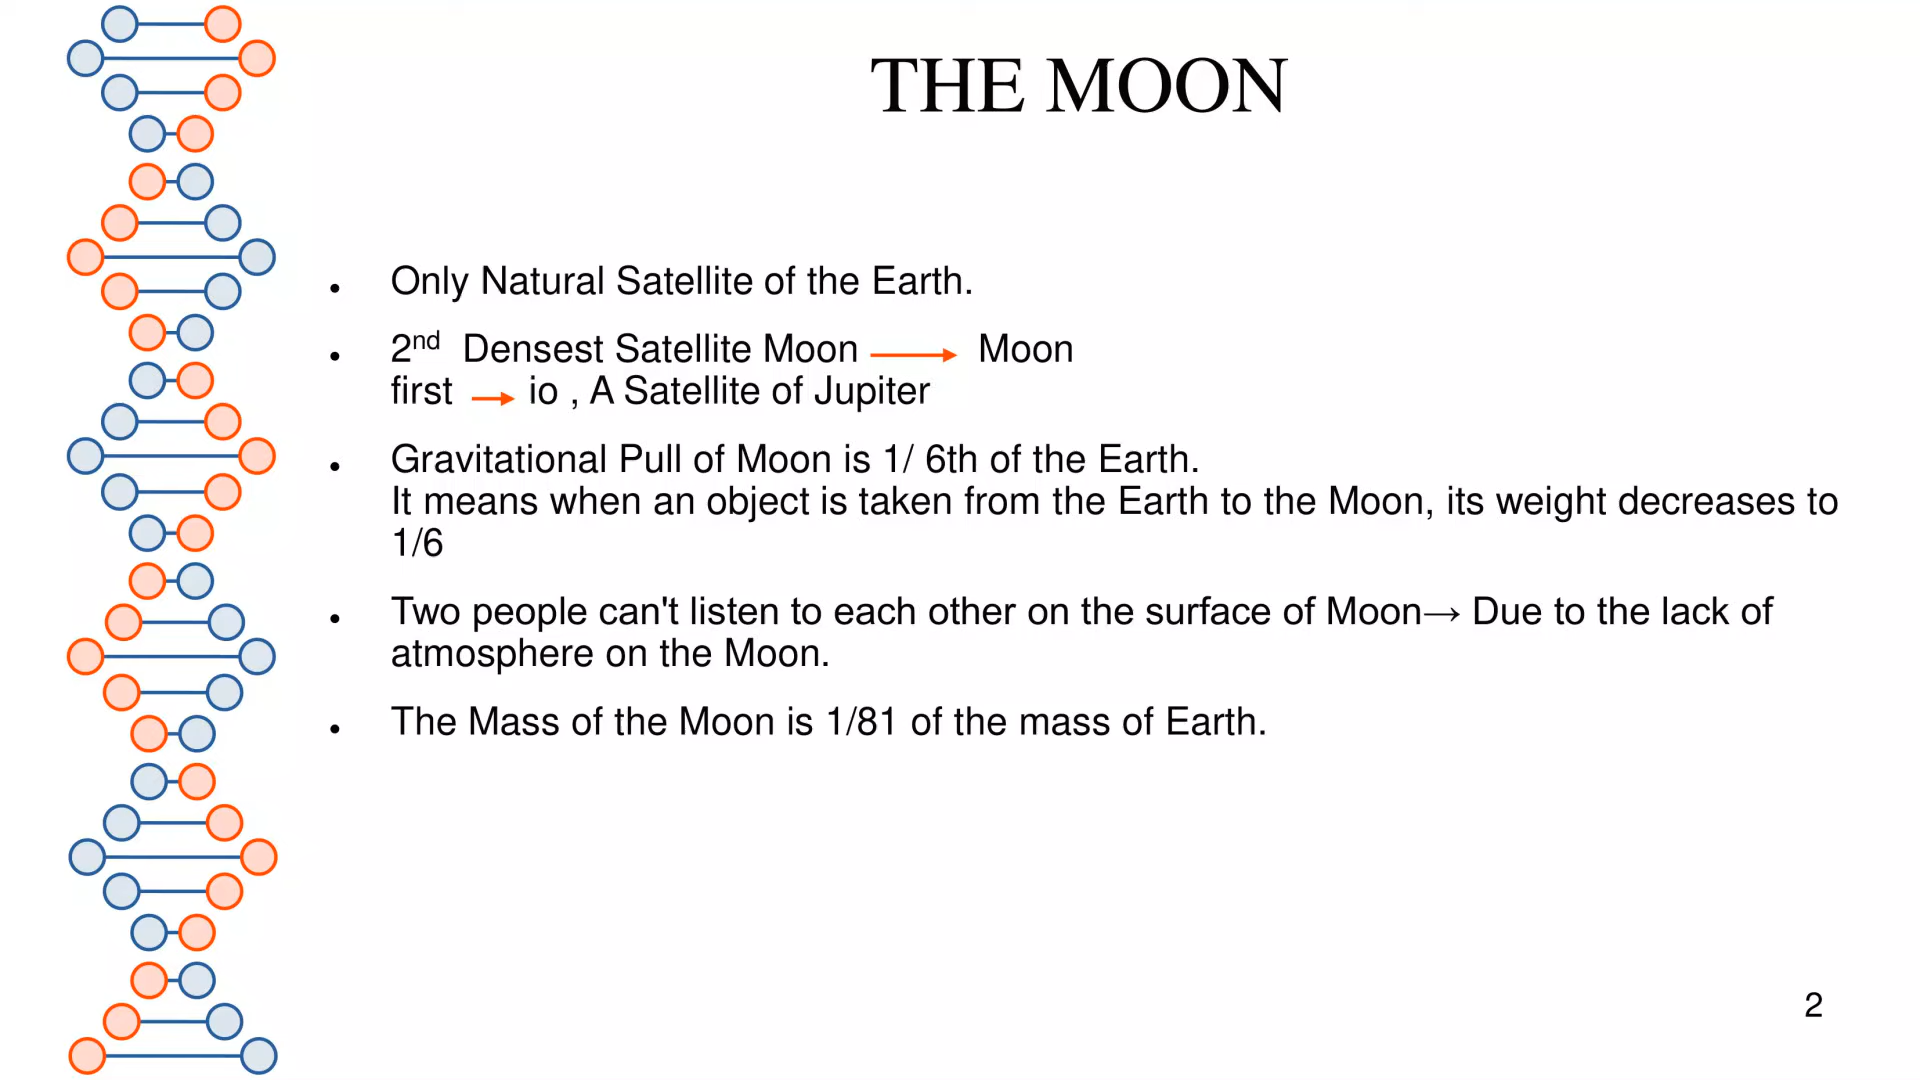 THE MOON
• Only Natural Satellite of the Earth.
• 2nd Densest Satellite Moon → Moon
first → io , A Satellite of Jupiter
• Gravitational Pull of Moon is 1/ 6th of the Earth.
It means when an object is taken from the Earth to the Moon, its weight decreases to
1/6
• Two people can't listen to each other on the surface of Moon→ Due to the lack of
atmosphere on the Moon.
• The Mass of the Moon is 1/81 of the mass of Earth.
2